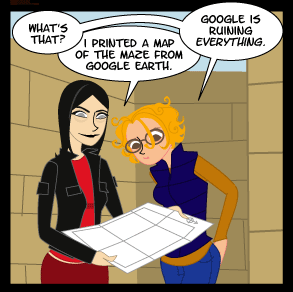 WHAT'S
THAT?
I PRINTED A MAP
OF THE MAZE FROM
GOOGLE EARTH.
GOOGLE IS
RUINING
EVERYTHING.